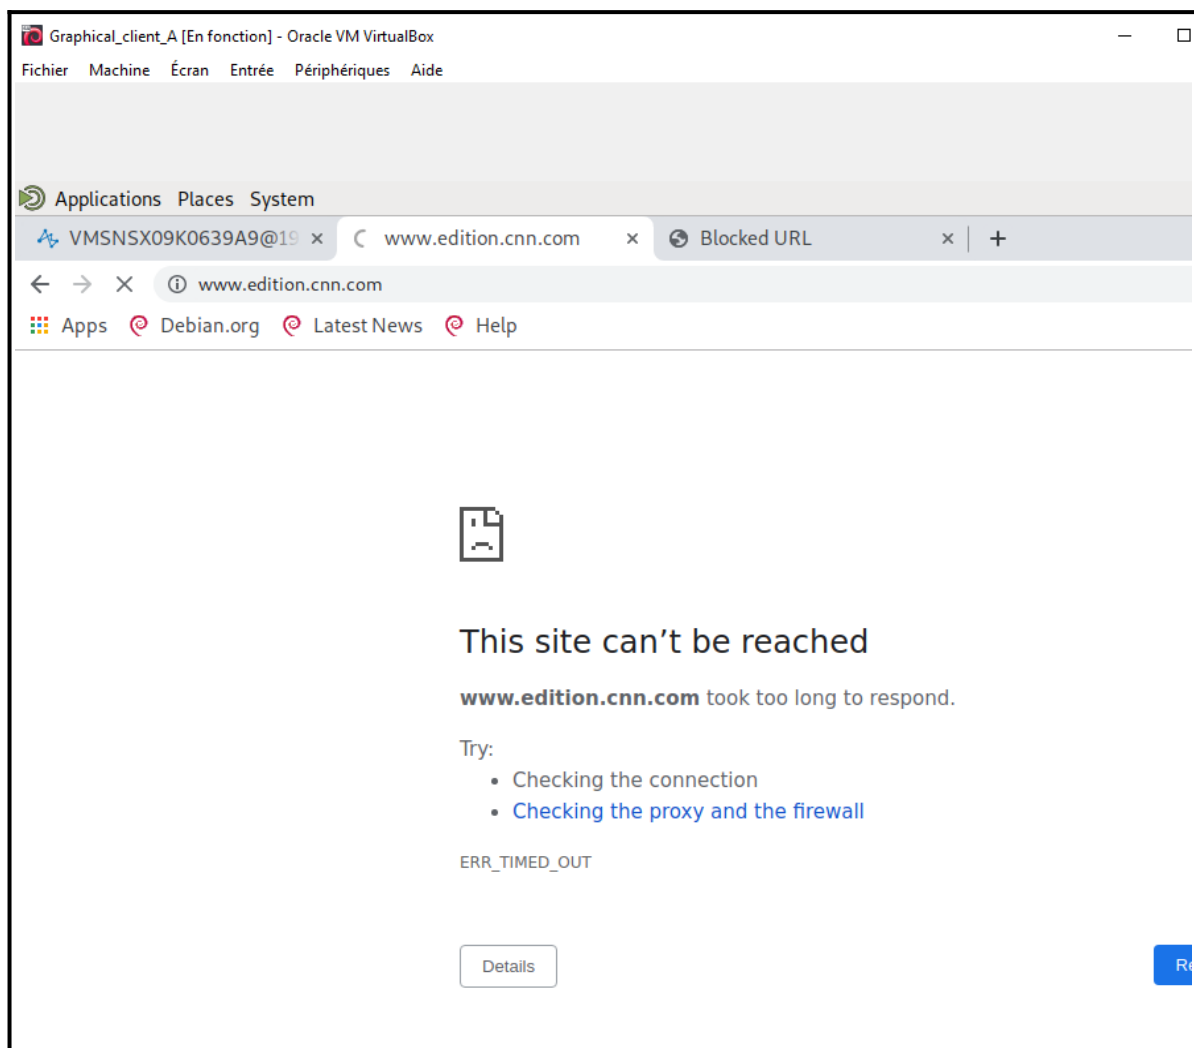 Graphical_client_A [En fonction] - Oracle VM VirtualBox
Fichier Machine Écran Entrée Périphériques Aide
Applications Places System
VMSNSX09K0639A9@19 www.edition.cnn.com Blocked URL
www.edition.cnn.com
Apps Debian.org Latest News Help
This site can’t be reached
www.edition.cnn.com took too long to respond.
Try:
• Checking the connection
• Checking the proxy and the firewall
ERR_TIMED_OUT
Details Re